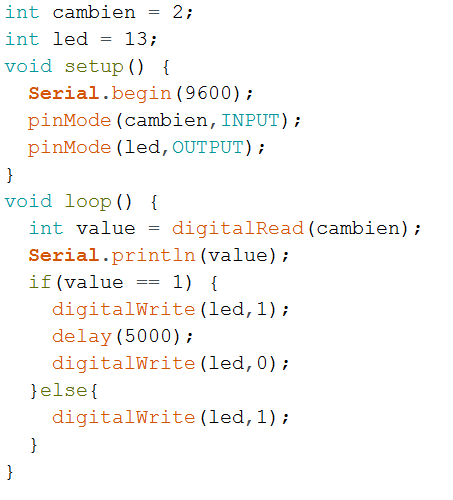 int cambien = 2;
int led = 13;
void setup() {
  Serial.begin(9600);
  pinMode(cambien,INPUT);
  pinMode(led,OUTPUT);
}
void loop() {
  int value = digitalRead(cambien);
  Serial.println(value);
  if(value == 1) {
    digitalWrite(led,1);
    delay(5000);
    digitalWrite(led,0);
  }else{
    digitalWrite(led,1);
  }
}